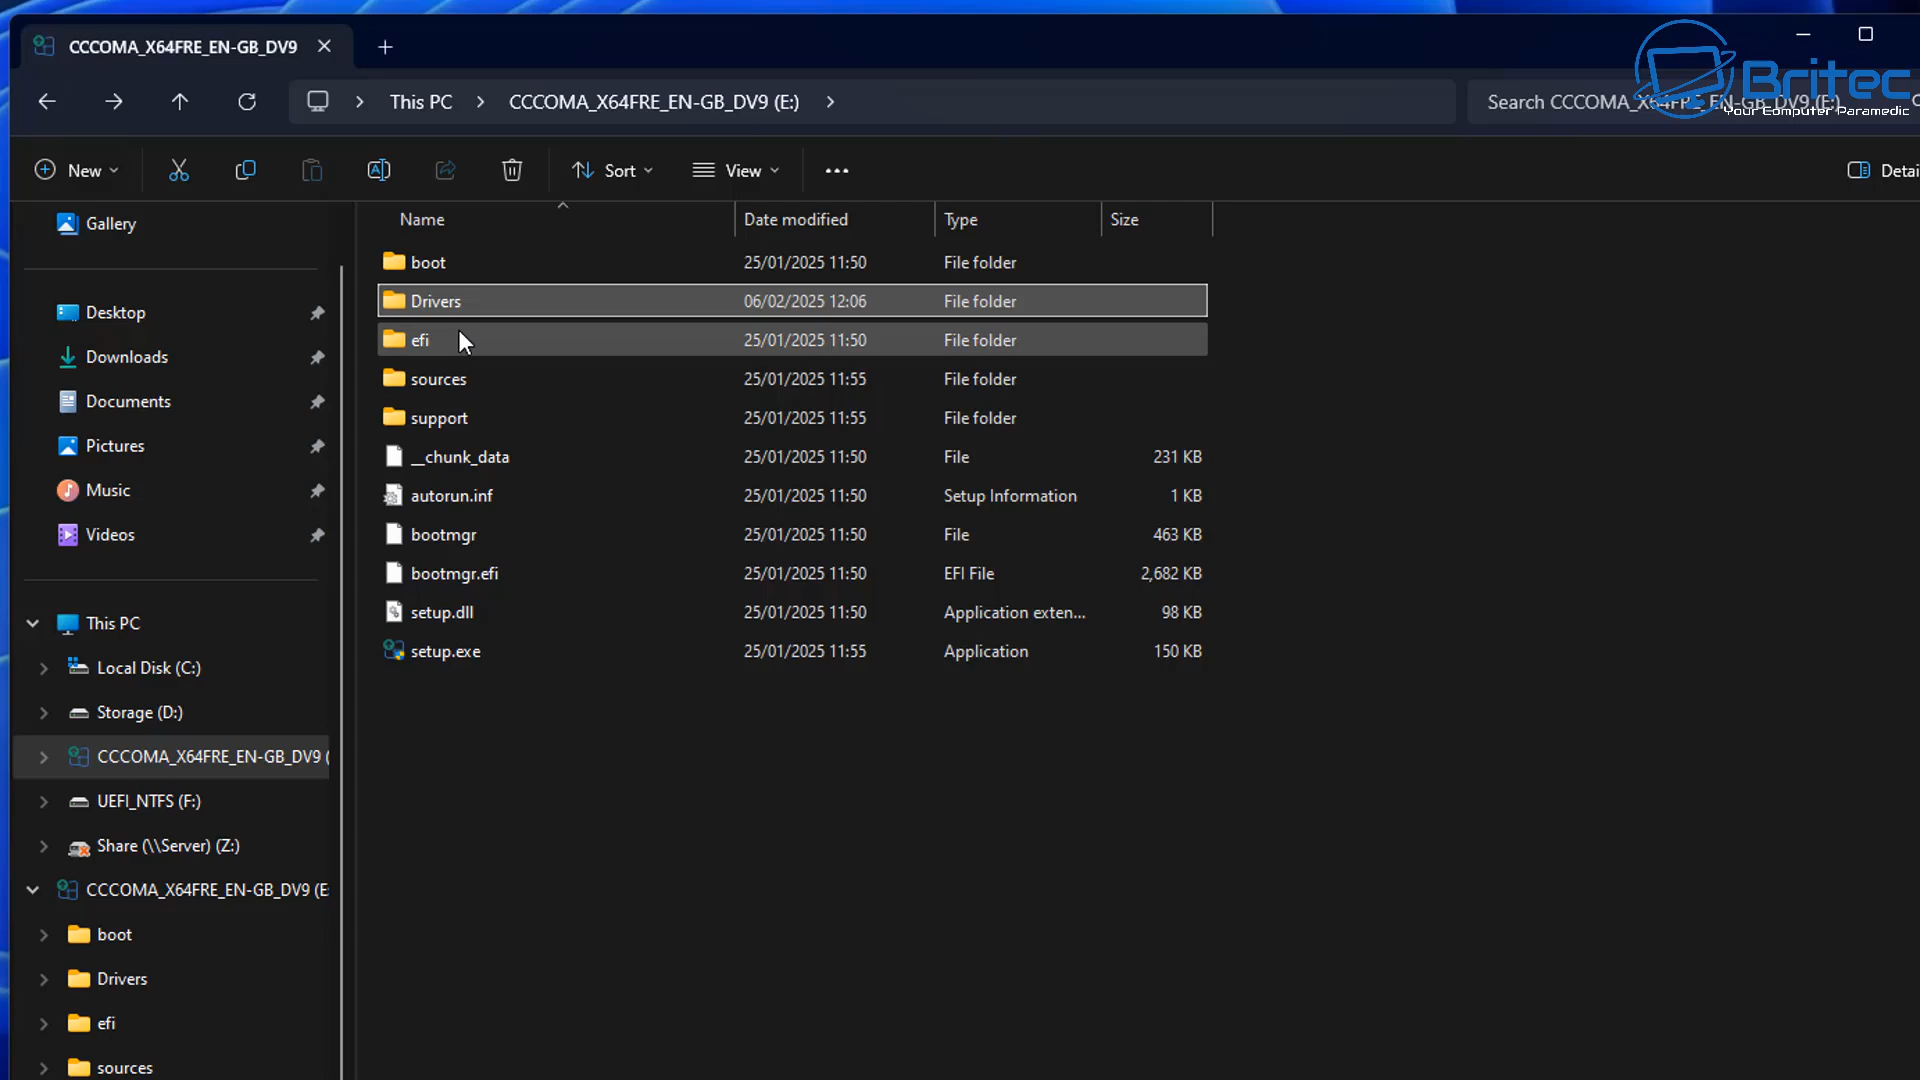 CCCOMA_X64FRE_EN-GB_DV9
This PC
CCCOMA_X64FRE_EN-GB_DV9 (E:)
Search CCCOMA_X64FRE_EN-GB_DV9 (E:)
Britec
Your Computer Paramedic
New
Sort
View
Detai
Name
Date modified
Type
Size
boot 25/01/2025 11:50 File folder
Drivers 06/02/2025 12:06 File folder
efi 25/01/2025 11:50 File folder
sources 25/01/2025 11:55 File folder
support 25/01/2025 11:55 File folder
__chunk_data 25/01/2025 11:50 File 231 KB
autorun.inf 25/01/2025 11:50 Setup Information 1 KB
bootmgr 25/01/2025 11:50 File 463 KB
bootmgr.efi 25/01/2025 11:50 EFI File 2,682 KB
setup.dll 25/01/2025 11:50 Application exten... 98 KB
setup.exe 25/01/2025 11:55 Application 150 KB
Gallery
Desktop
Downloads
Documents
Pictures
Music
Videos
This PC
Local Disk (C:)
Storage (D:)
CCCOMA_X64FRE_EN-GB_DV9 (
UEFI_NTFS (F:)
Share (\\Server) (Z:)
CCCOMA_X64FRE_EN-GB_DV9 (E:
boot
Drivers
efi
sources